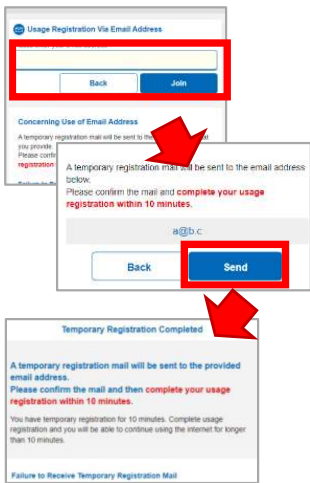 Usage Registration Via Email Address
Back
Join
Concerning Use of Email Address
A temporary registration mail will be sent to the
you provide.
Please confirm
registration
A temporary registration mail will be sent to the email address
below.
Please confirm the mail and complete your usage
registration within 10 minutes.
a@b.c
Back
Send
Temporary Registration Completed
A temporary registration mail will be sent to the provided
email address.
Please confirm the mail and then complete your usage
registration within 10 minutes.
You have temporary registration for 10 minutes. Complete usage
registration and you will be able to continue using the internet for longer
than 10 minutes.
Failure to Receive Temporary Registration Mail